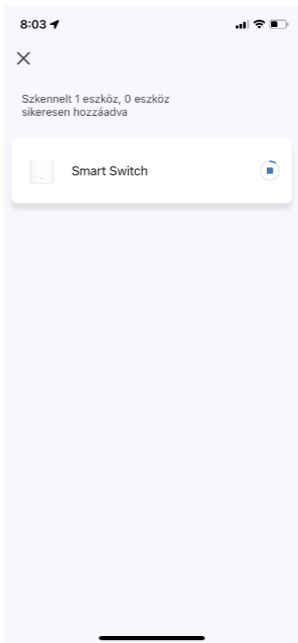 8:03
Szkennelt 1 eszköz, 0 eszköz
sikeresen hozzáadva
Smart Switch